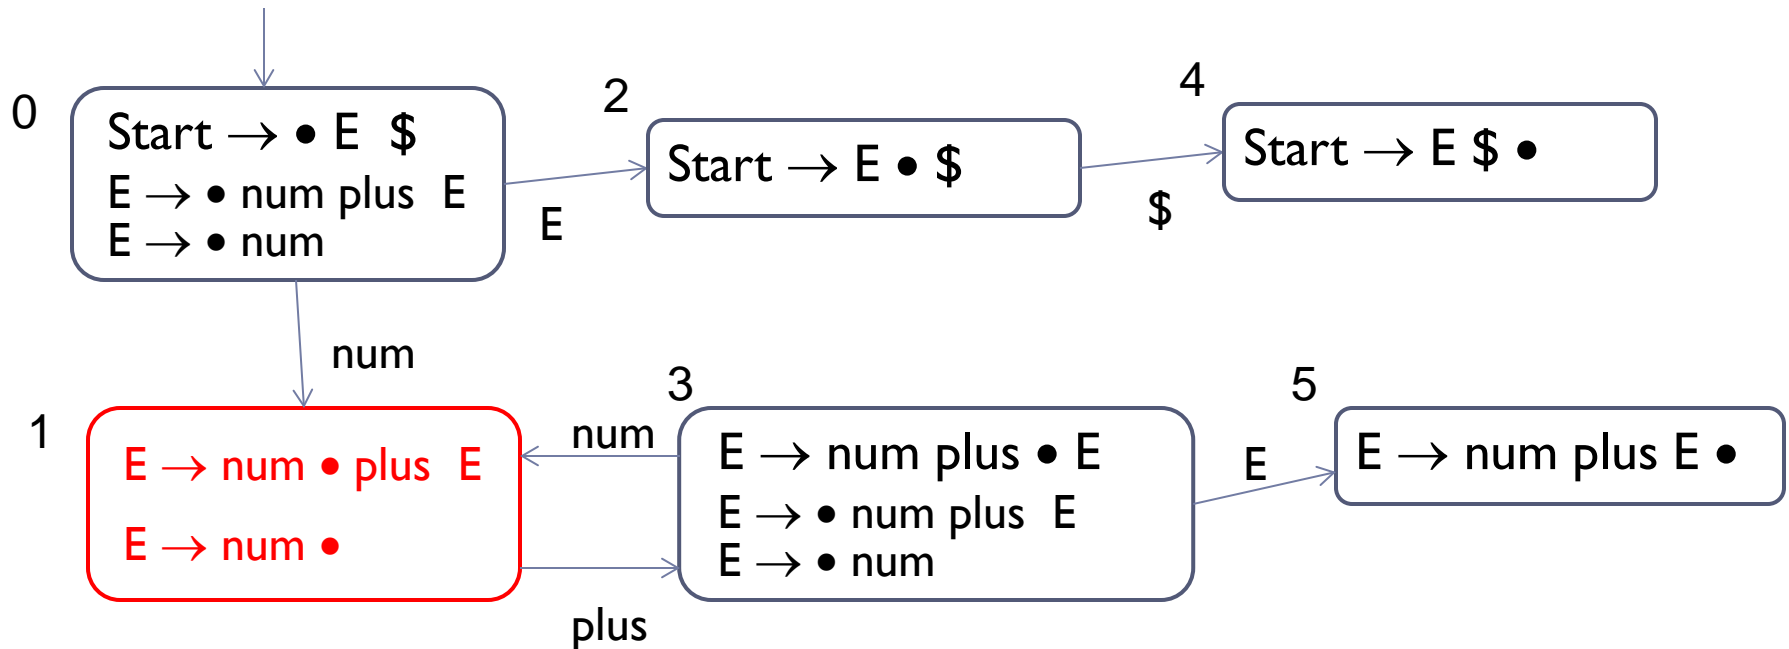 0
Start → • E $
E → • num plus E
E → • num
2
Start → E • $
4
Start → E $ •
E
$
num
1
E → num • plus E
E → num •
num
plus
3
E → num plus • E
E → • num plus E
E → • num
E
5
E → num plus E •